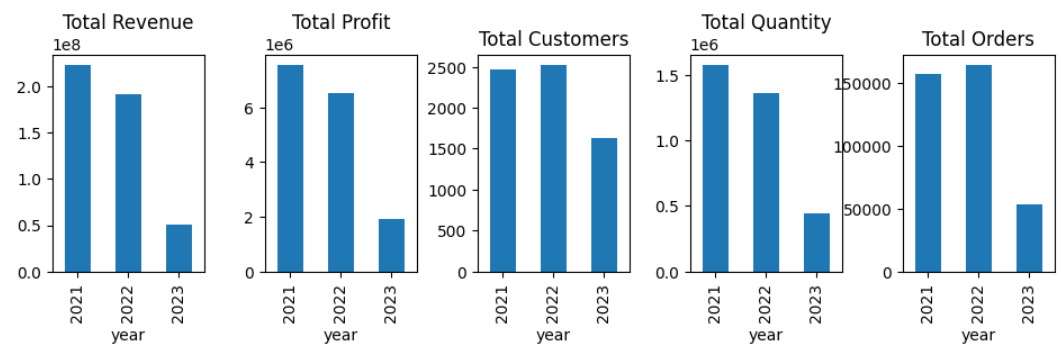 Total Revenue
1e8
2.0
1.5
1.0
0.5
0.0
2021
2022
2023
year
Total Profit
1e6
6
4
2
0
2021
2022
2023
year
Total Customers
2500
2000
1500
1000
500
0
2021
2022
2023
year
Total Quantity
1e6
1.5
1.0
0.5
0.0
2021
2022
2023
year
Total Orders
150000
100000
50000
0
2021
2022
2023
year